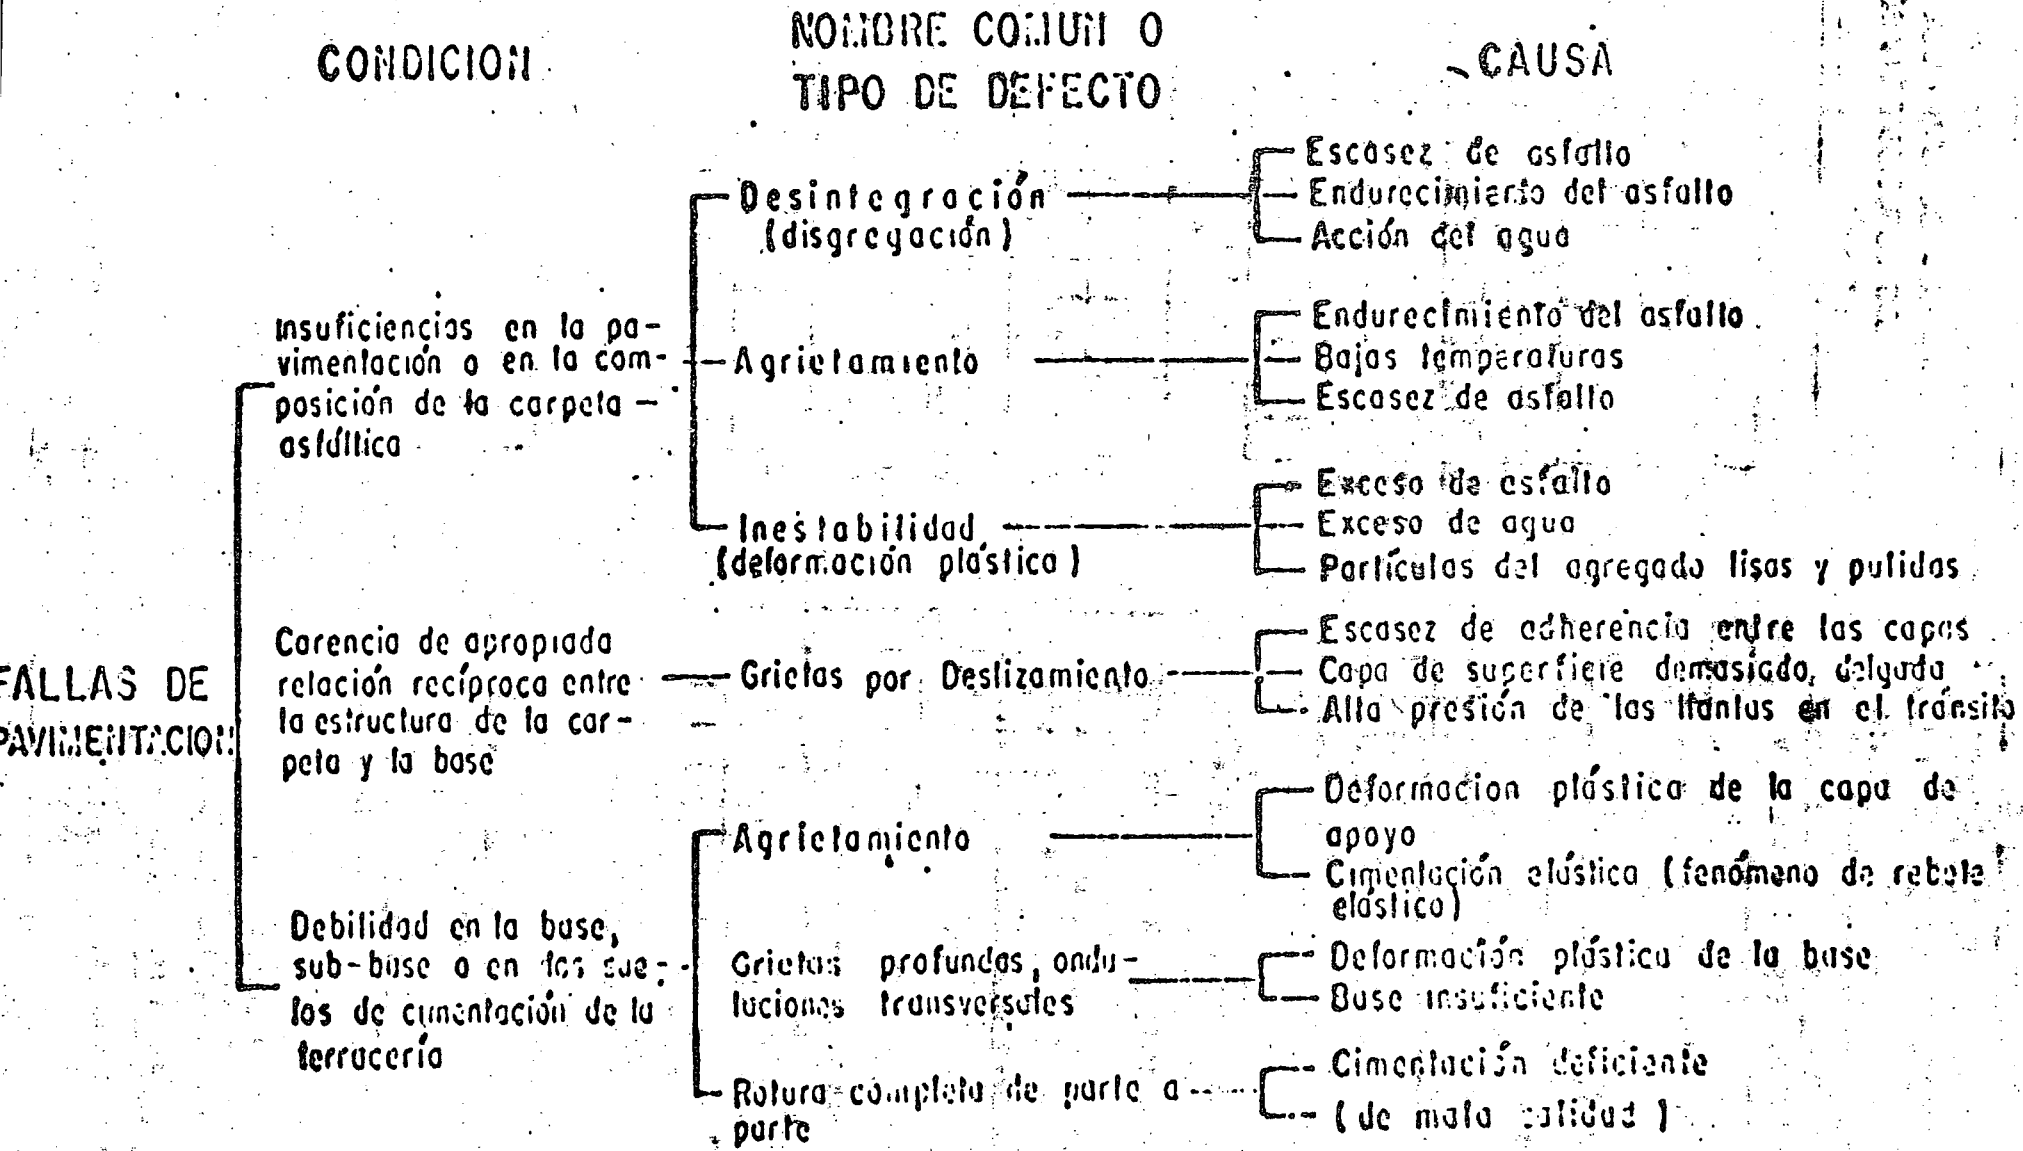 CONDICION
NOMBRE COMUN O
TIPO DE DEFECTO
CAUSA
FALLAS DE
PAVIMENTACION
Insuficiencias en la pa-
vimentación o en la com-
posición de la carpeta -
asfáltica
Desintegración
(disgregación)
Escasez de asfalto
Endurecimiento del asfalto
Acción del agua
Agrietamiento
Endurecimiento del asfalto
Bajas temperaturas
Escasez de asfalto
Inestabilidad
(deformación plástica)
Exceso de asfalto
Exceso de agua
Partículas del agregado lisas y pulidas
Carencia de apropiada
relación recíproca entre
la estructura de la car-
peta y la base
Grietas por Deslizamiento
Escasez de adherencia entre las capas
Capa de superficie demasiado delgada
Alta presión de las llantas en el tránsito
Debilidad en la base,
sub-base o en los sue-
los de cimentación de la
terracería
Agrietamiento
Deformacion plástica de la capa de
apoyo
Cimentación elástica (fenómeno de rebote
elástico)
Grietas profundas, ondu-
laciones transversales
Deformación plástica de la base
Base insuficiente
Rotura completa de parte a
parte
Cimentación deficiente
(de mala calidad)